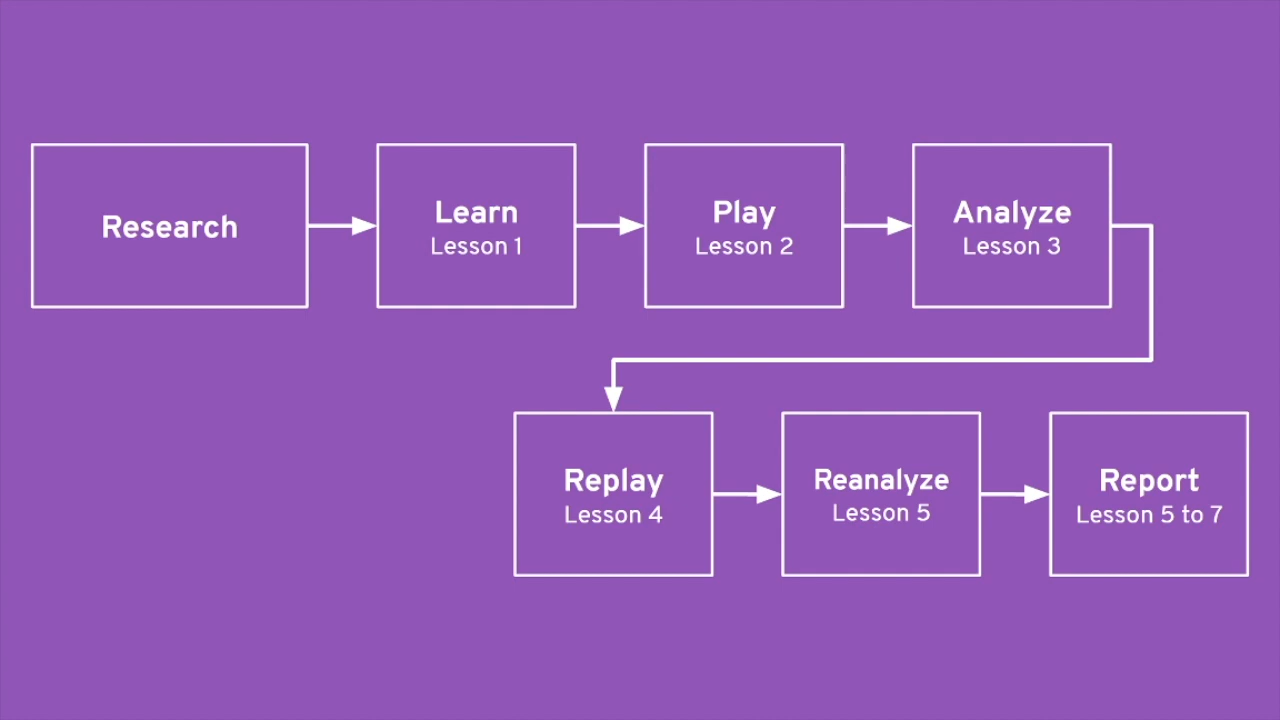 Research
Learn
Lesson 1
Play
Lesson 2
Analyze
Lesson 3
Replay
Lesson 4
Reanalyze
Lesson 5
Report
Lesson 5 to 7